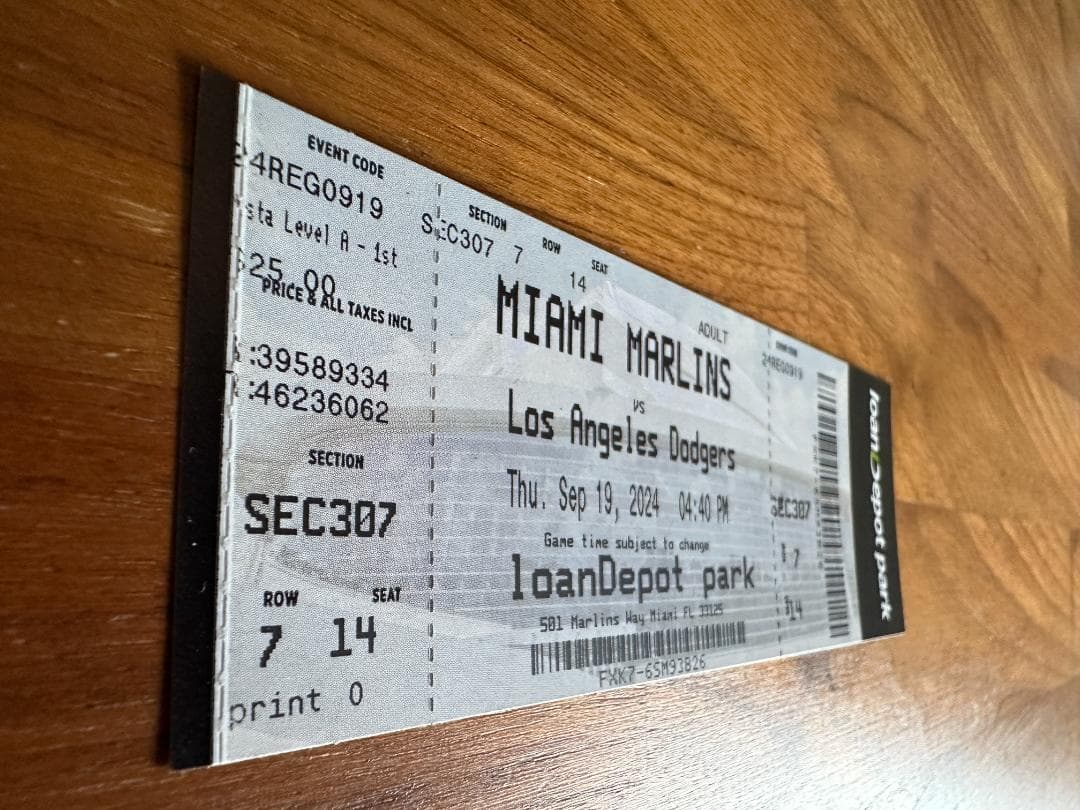 EVENT CODE
4REG0919
sta Level A - 1st
$25.00
PRICE & ALL TAXES INCL
:39589334
:46236062
SECTION
SEC307
ROW SEAT
7 14
print 0
SECTION ROW SEAT
SEC307 7 14
ADULT
MIAMI MARLINS
vs
Los Angeles Dodgers
Thu. Sep 19, 2024 04:40 PM
Game time subject to change
loanDepot park
501 Marlins Way Miami FL 33125
FXK7-65M93B26
24REG0919
SEC307
7
14
loanDepot park